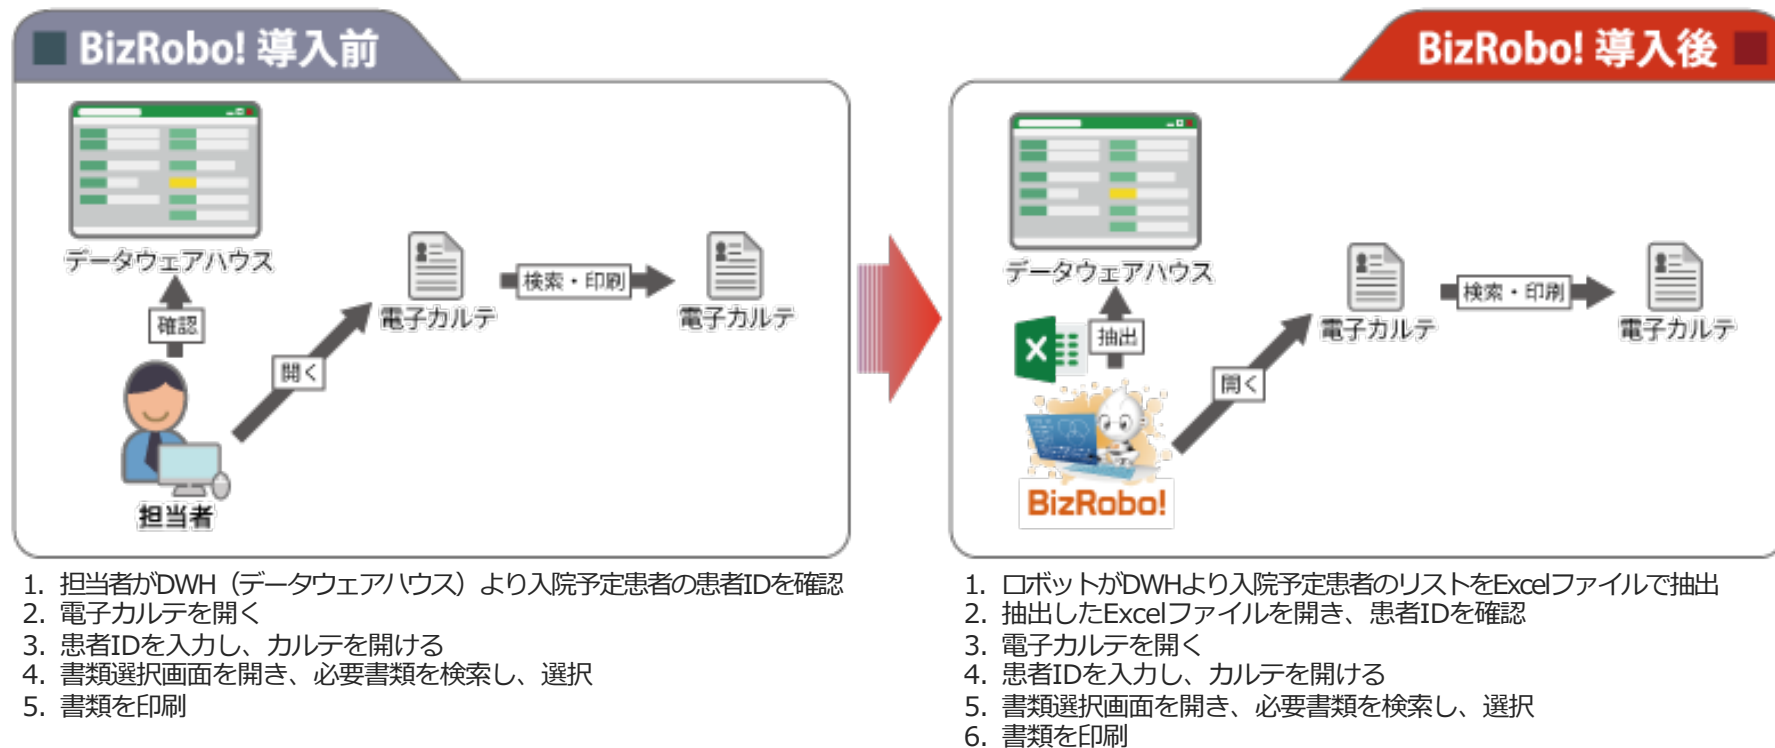 BizRobo! 導入前
データウェアハウス
確認
開く
担当者
電子カルテ
検索・印刷
電子カルテ
1. 担当者がDWH（データウェアハウス）より入院予定患者の患者IDを確認
2. 電子カルテを開く
3. 患者IDを入力し、カルテを開ける
4. 書類選択画面を開き、必要書類を検索し、選択
5. 書類を印刷
BizRobo! 導入後
データウェアハウス
X
抽出
開く
BizRobo!
電子カルテ
検索・印刷
電子カルテ
1. ロボットがDWHより入院予定患者のリストをExcelファイルで抽出
2. 抽出したExcelファイルを開き、患者IDを確認
3. 電子カルテを開く
4. 患者IDを入力し、カルテを開ける
5. 書類選択画面を開き、必要書類を検索し、選択
6. 書類を印刷